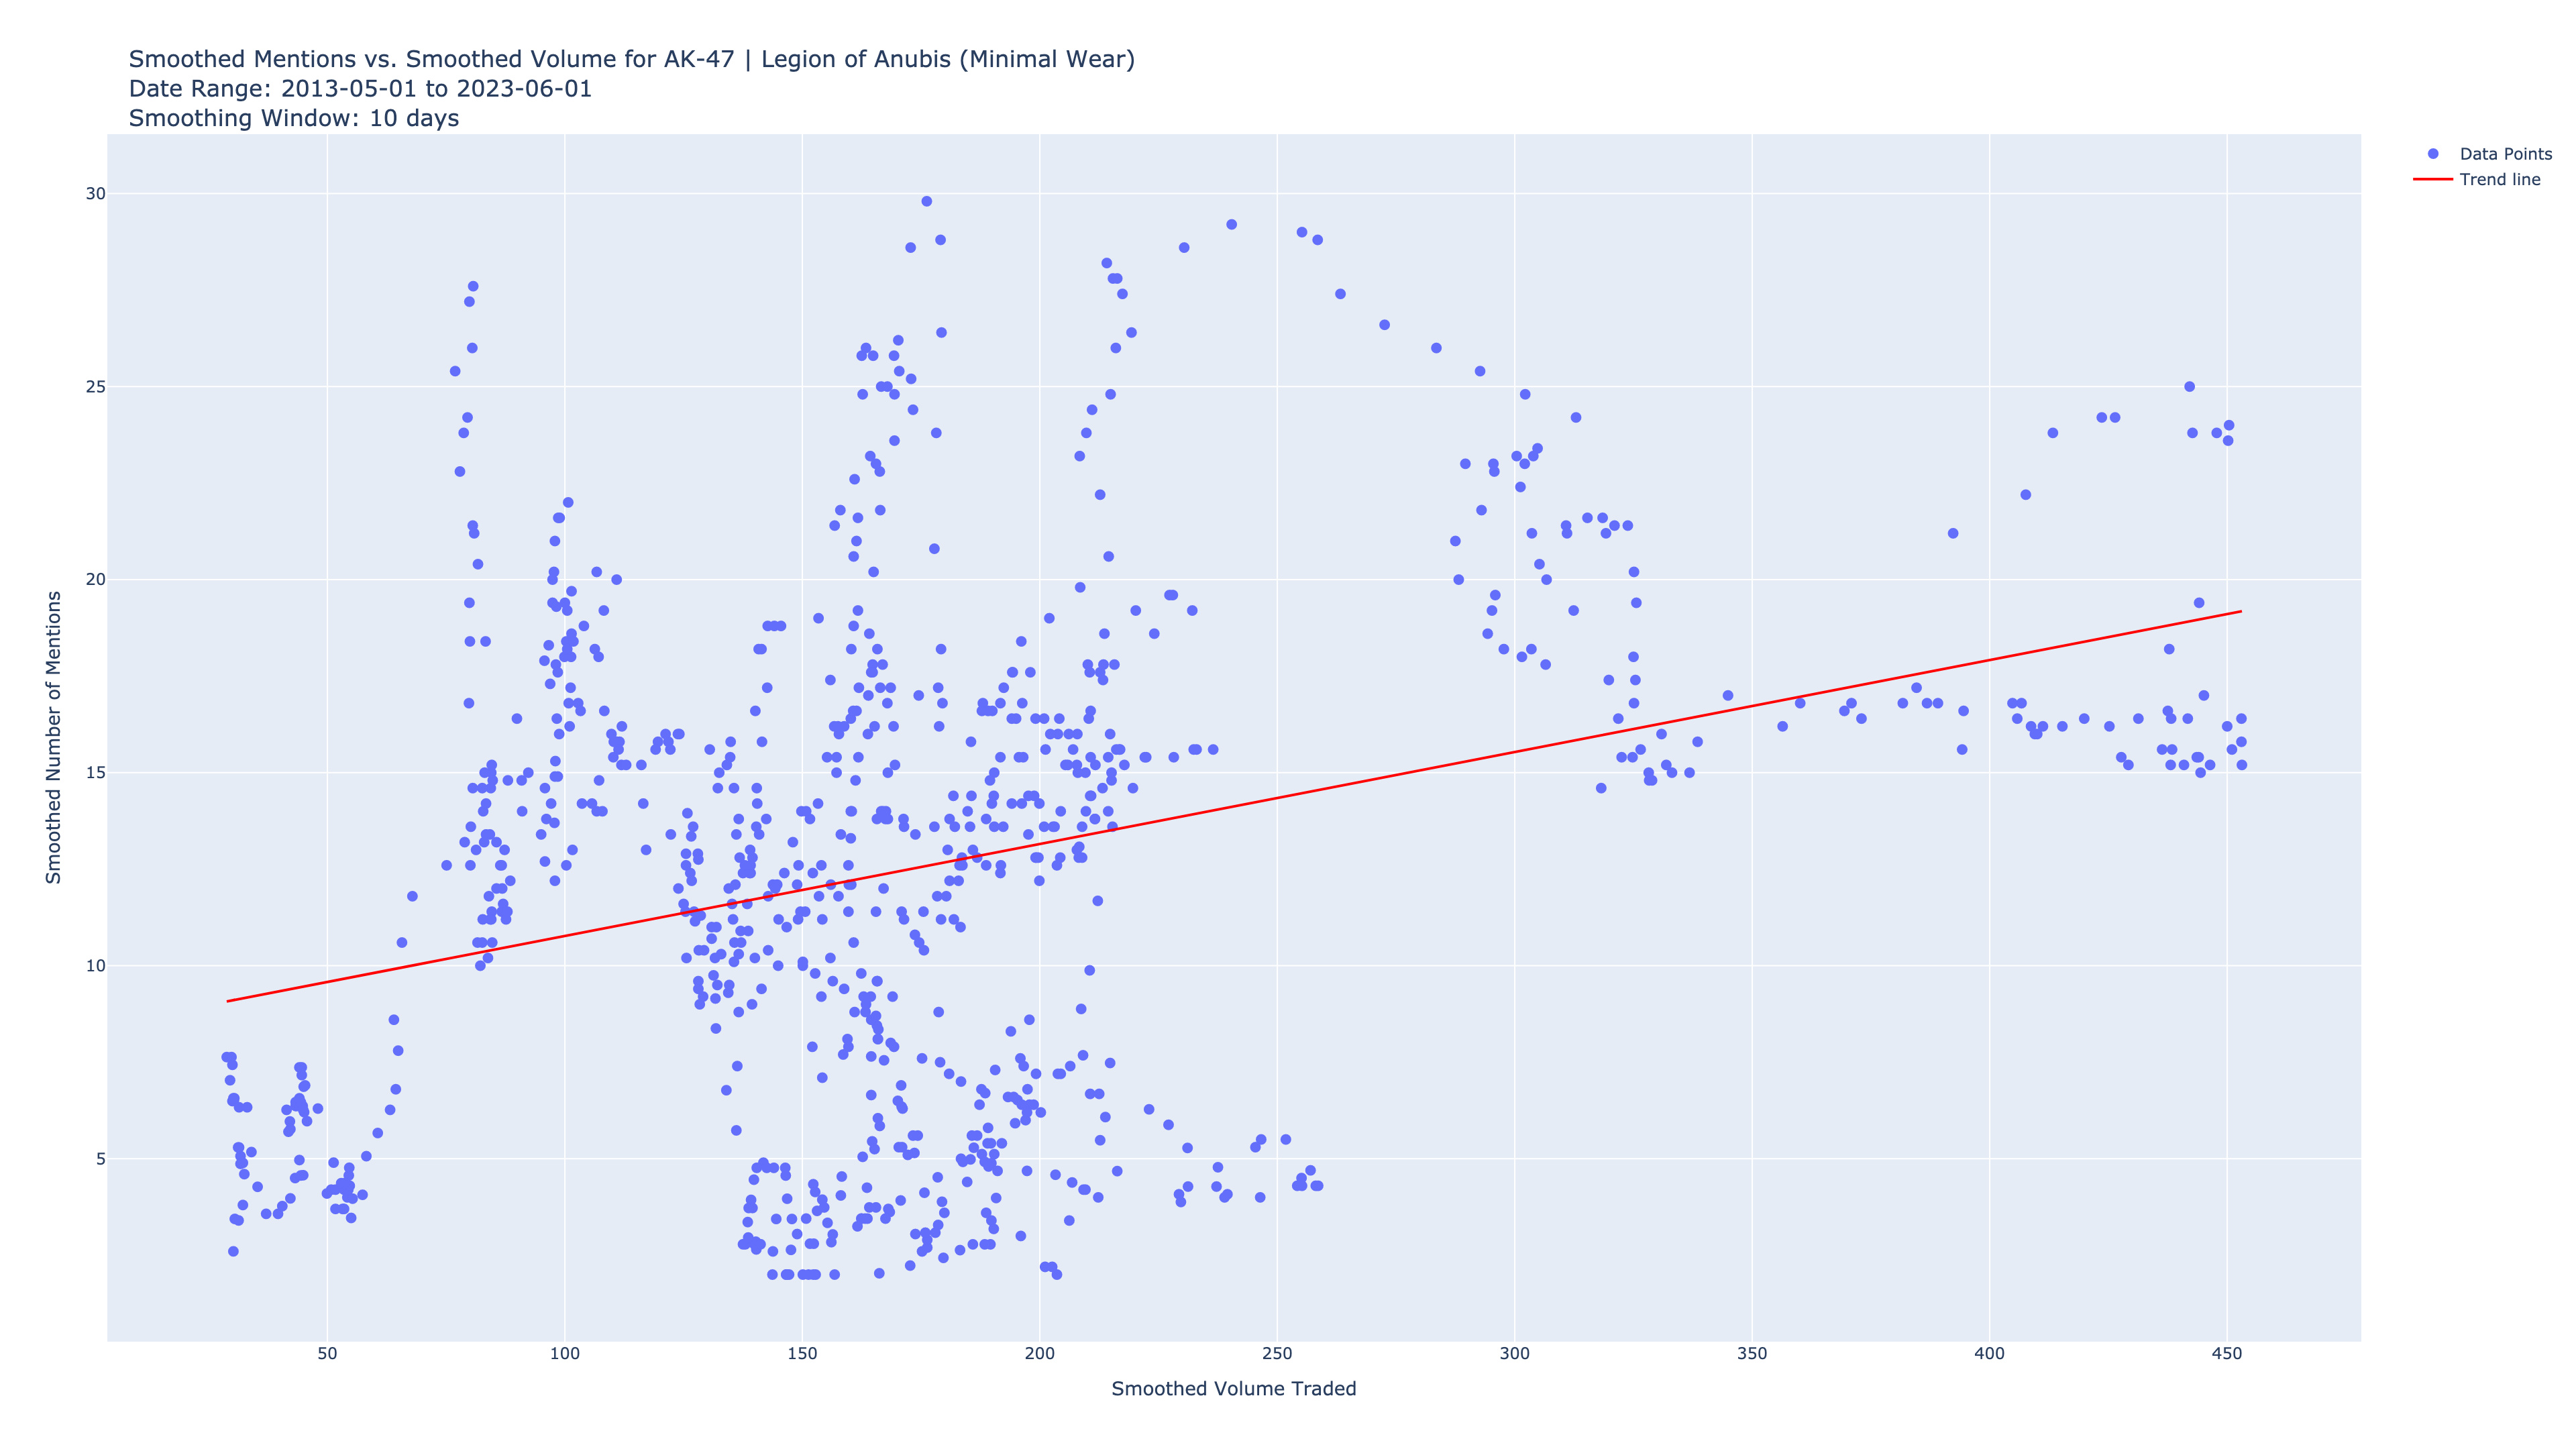 Smoothed Mentions vs. Smoothed Volume for AK-47 | Legion of Anubis (Minimal Wear)
Date Range: 2013-05-01 to 2023-06-01
Smoothing Window: 10 days
Data Points
Trend line
Smoothed Number of Mentions
30
25
20
15
10
5
50 100 150 200 250 300 350 400 450
Smoothed Volume Traded